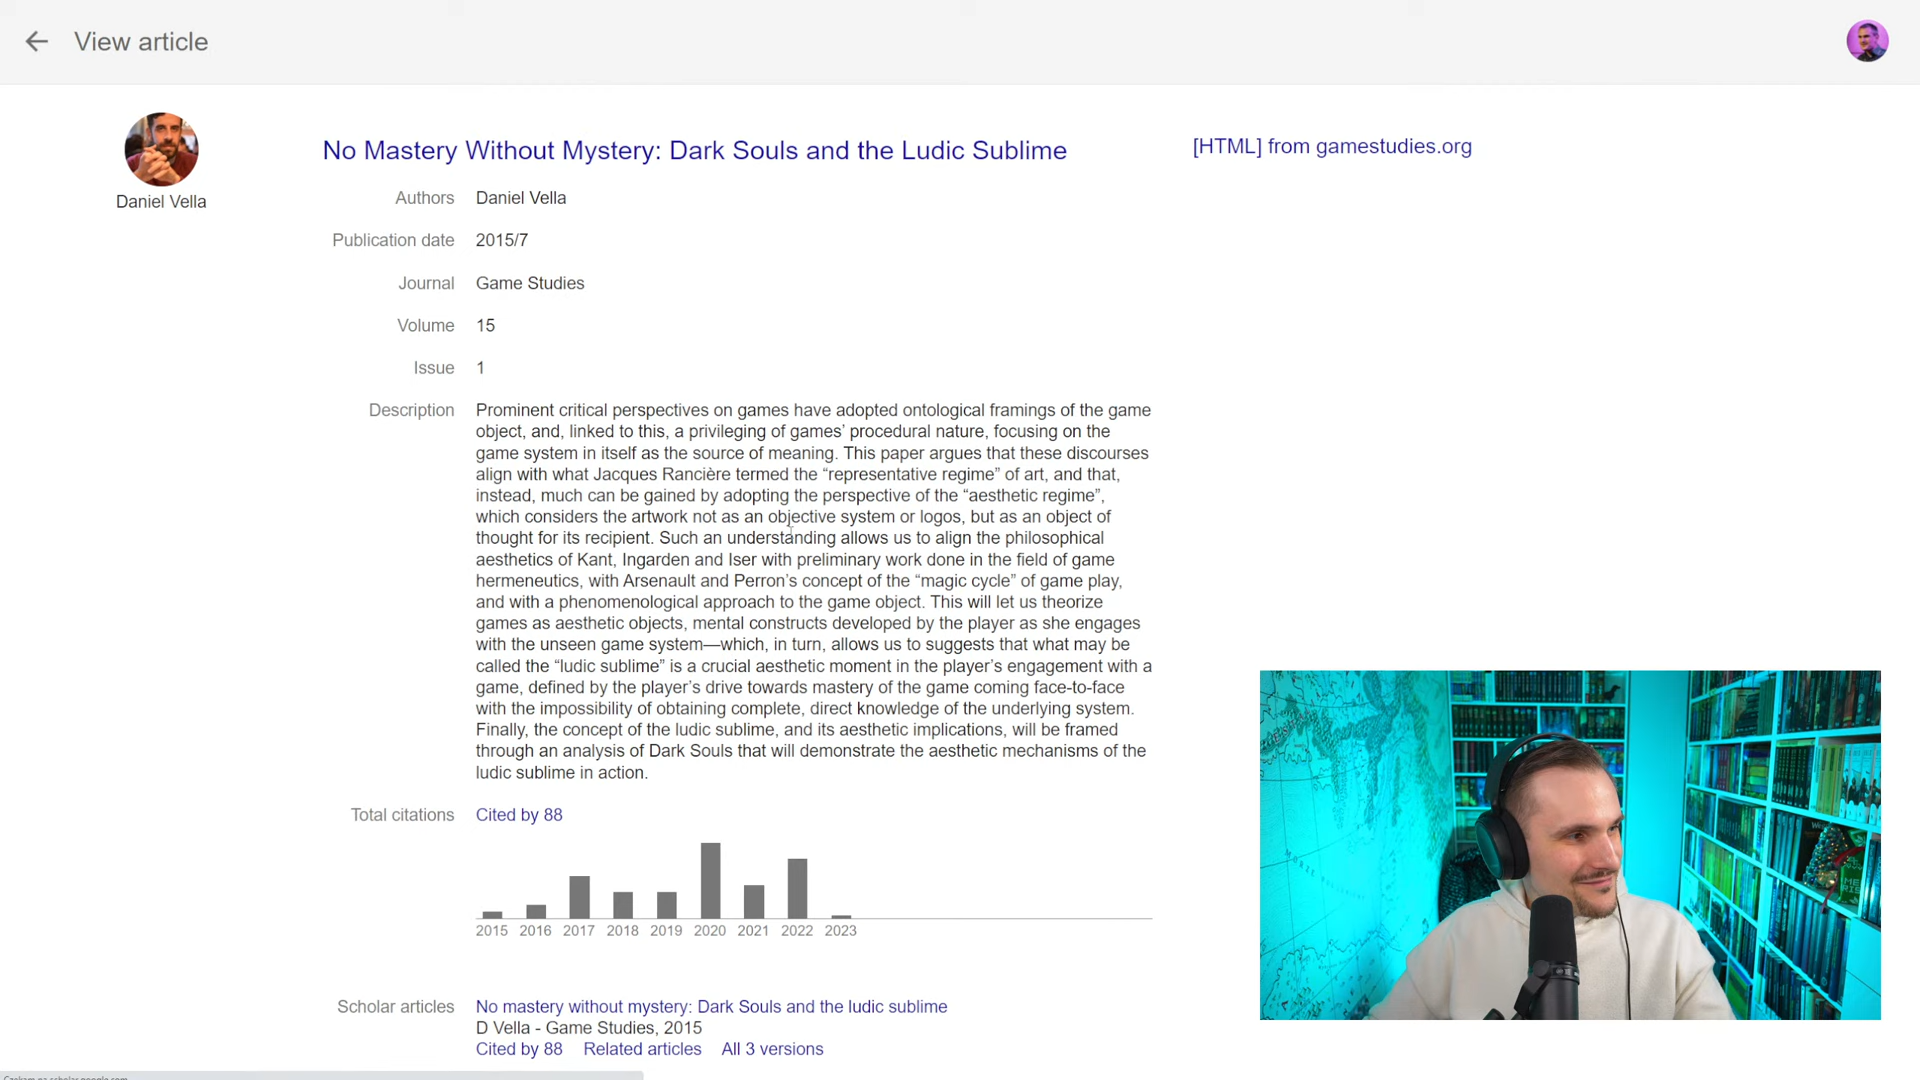 View article
Daniel Vella
No Mastery Without Mystery: Dark Souls and the Ludic Sublime
[HTML] from gamestudies.org
Authors Daniel Vella
Publication date 2015/7
Journal Game Studies
Volume 15
Issue 1
Description Prominent critical perspectives on games have adopted ontological framings of the game
object, and, linked to this, a privileging of games’ procedural nature, focusing on the
game system in itself as the source of meaning. This paper argues that these discourses
align with what Jacques Rancière termed the “representative regime” of art, and that,
instead, much can be gained by adopting the perspective of the “aesthetic regime”,
which considers the artwork not as an objective system or logos, but as an object of
thought for its recipient. Such an understanding allows us to align the philosophical
aesthetics of Kant, Ingarden and Iser with preliminary work done in the field of game
hermeneutics, with Arsenault and Perron’s concept of the “magic cycle” of game play,
and with a phenomenological approach to the game object. This will let us theorize
games as aesthetic objects, mental constructs developed by the player as she engages
with the unseen game system—which, in turn, allows us to suggests that what may be
called the “ludic sublime” is a crucial aesthetic moment in the player’s engagement with a
game, defined by the player’s drive towards mastery of the game coming face-to-face
with the impossibility of obtaining complete, direct knowledge of the underlying system.
Finally, the concept of the ludic sublime, and its aesthetic implications, will be framed
through an analysis of Dark Souls that will demonstrate the aesthetic mechanisms of the
ludic sublime in action.
Total citations Cited by 88
2015 2016 2017 2018 2019 2020 2021 2022 2023
Scholar articles No mastery without mystery: Dark Souls and the ludic sublime
D Vella - Game Studies, 2015
Cited by 88 Related articles All 3 versions